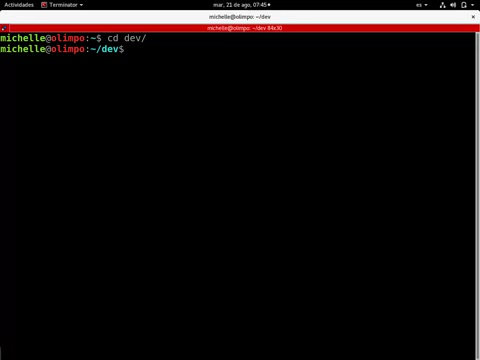 Actividades Terminator mar, 21 de ago, 07:45 es
michelle@olimpo: ~/dev
michelle@olimpo: ~/dev 84x30
michelle@olimpo:~$ cd dev/
michelle@olimpo:~/dev$